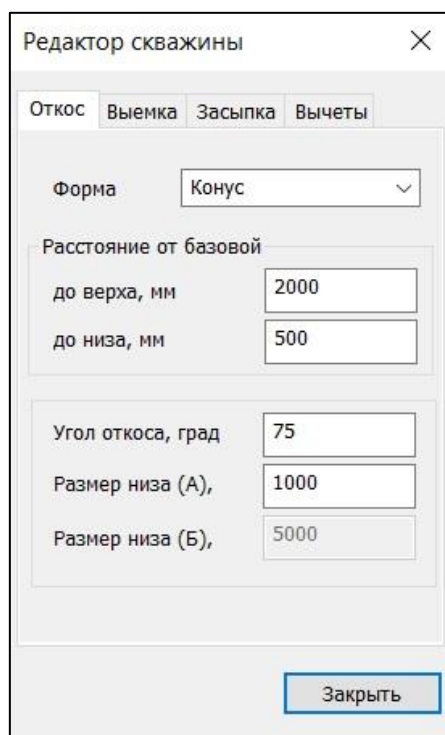 Редактор скважины
Откос Выемка Засыпка Вычеты
Форма Конус
Расстояние от базовой
до верха, мм 2000
до низа, мм 500
Угол откоса, град 75
Размер низа (А), 1000
Размер низа (Б), 5000
Закрыть